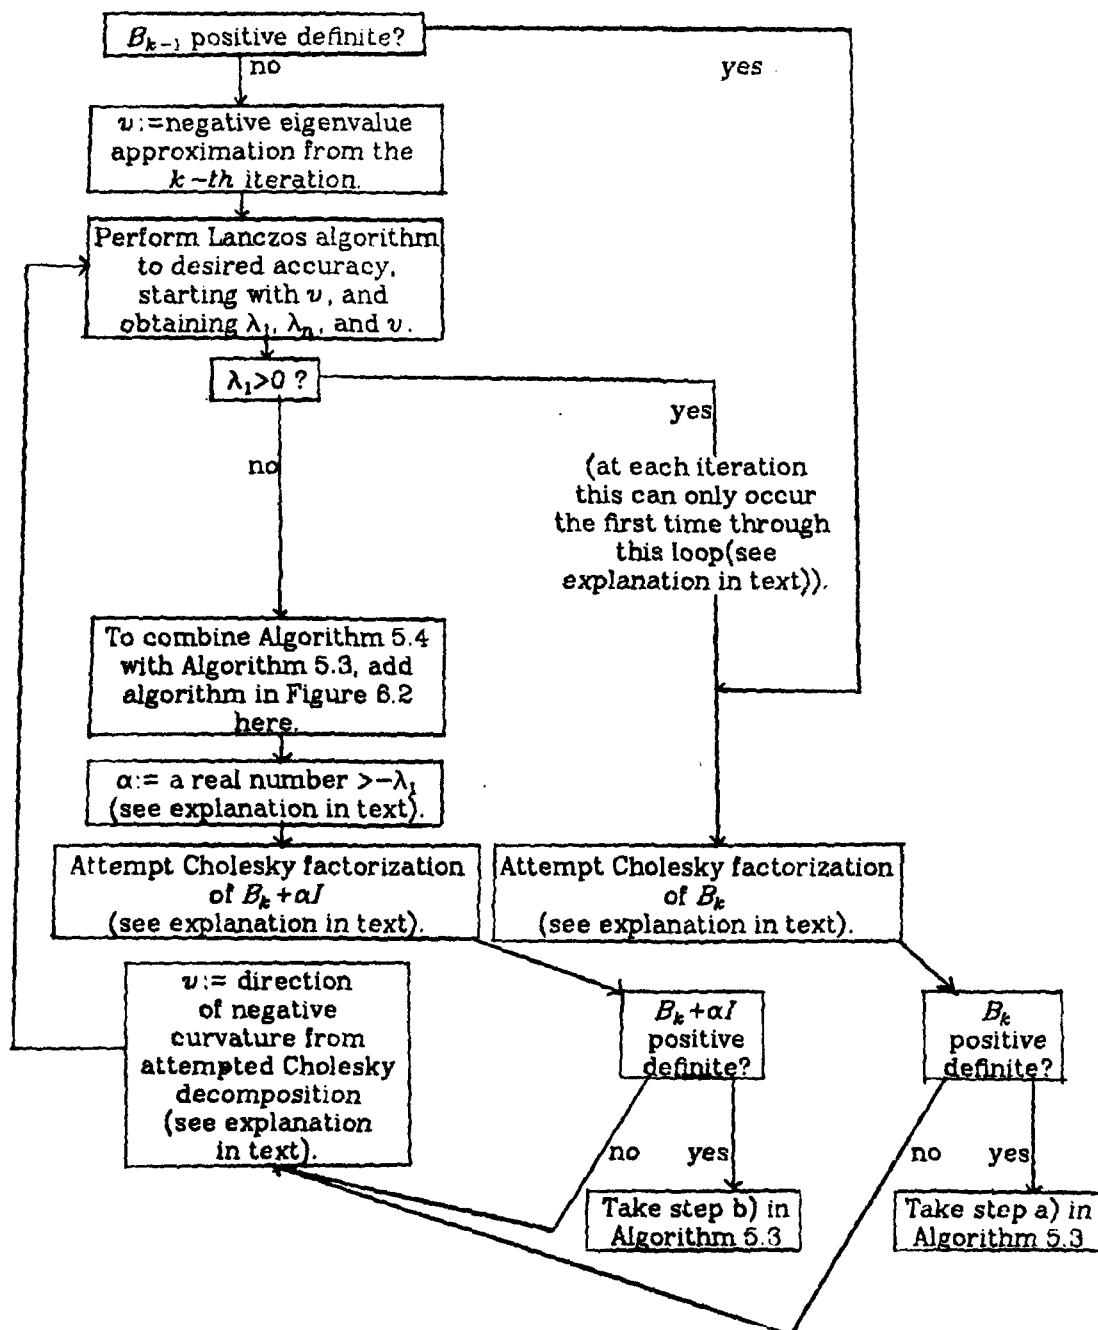 B_{k-1} positive definite?
no
yes
v:=negative eigenvalue
approximation from the
k-th iteration.
Perform Lanczos algorithm
to desired accuracy,
starting with v, and
obtaining λ_1, λ_n, and v.
λ_1>0 ?
yes
no
(at each iteration
this can only occur
the first time through
this loop(see
explanation in text)).
To combine Algorithm 5.4
with Algorithm 5.3, add
algorithm in Figure 6.2
here.
α:= a real number >-λ_1
(see explanation in text).
Attempt Cholesky factorization
of B_k+αI
(see explanation in text).
Attempt Cholesky factorization
of B_k
(see explanation in text).
v:= direction
of negative
curvature from
attempted Cholesky
decomposition
(see explanation
in text).
B_k+αI
positive
definite?
B_k
positive
definite?
no
yes
no
yes
Take step b) in
Algorithm 5.3
Take step a) in
Algorithm 5.3